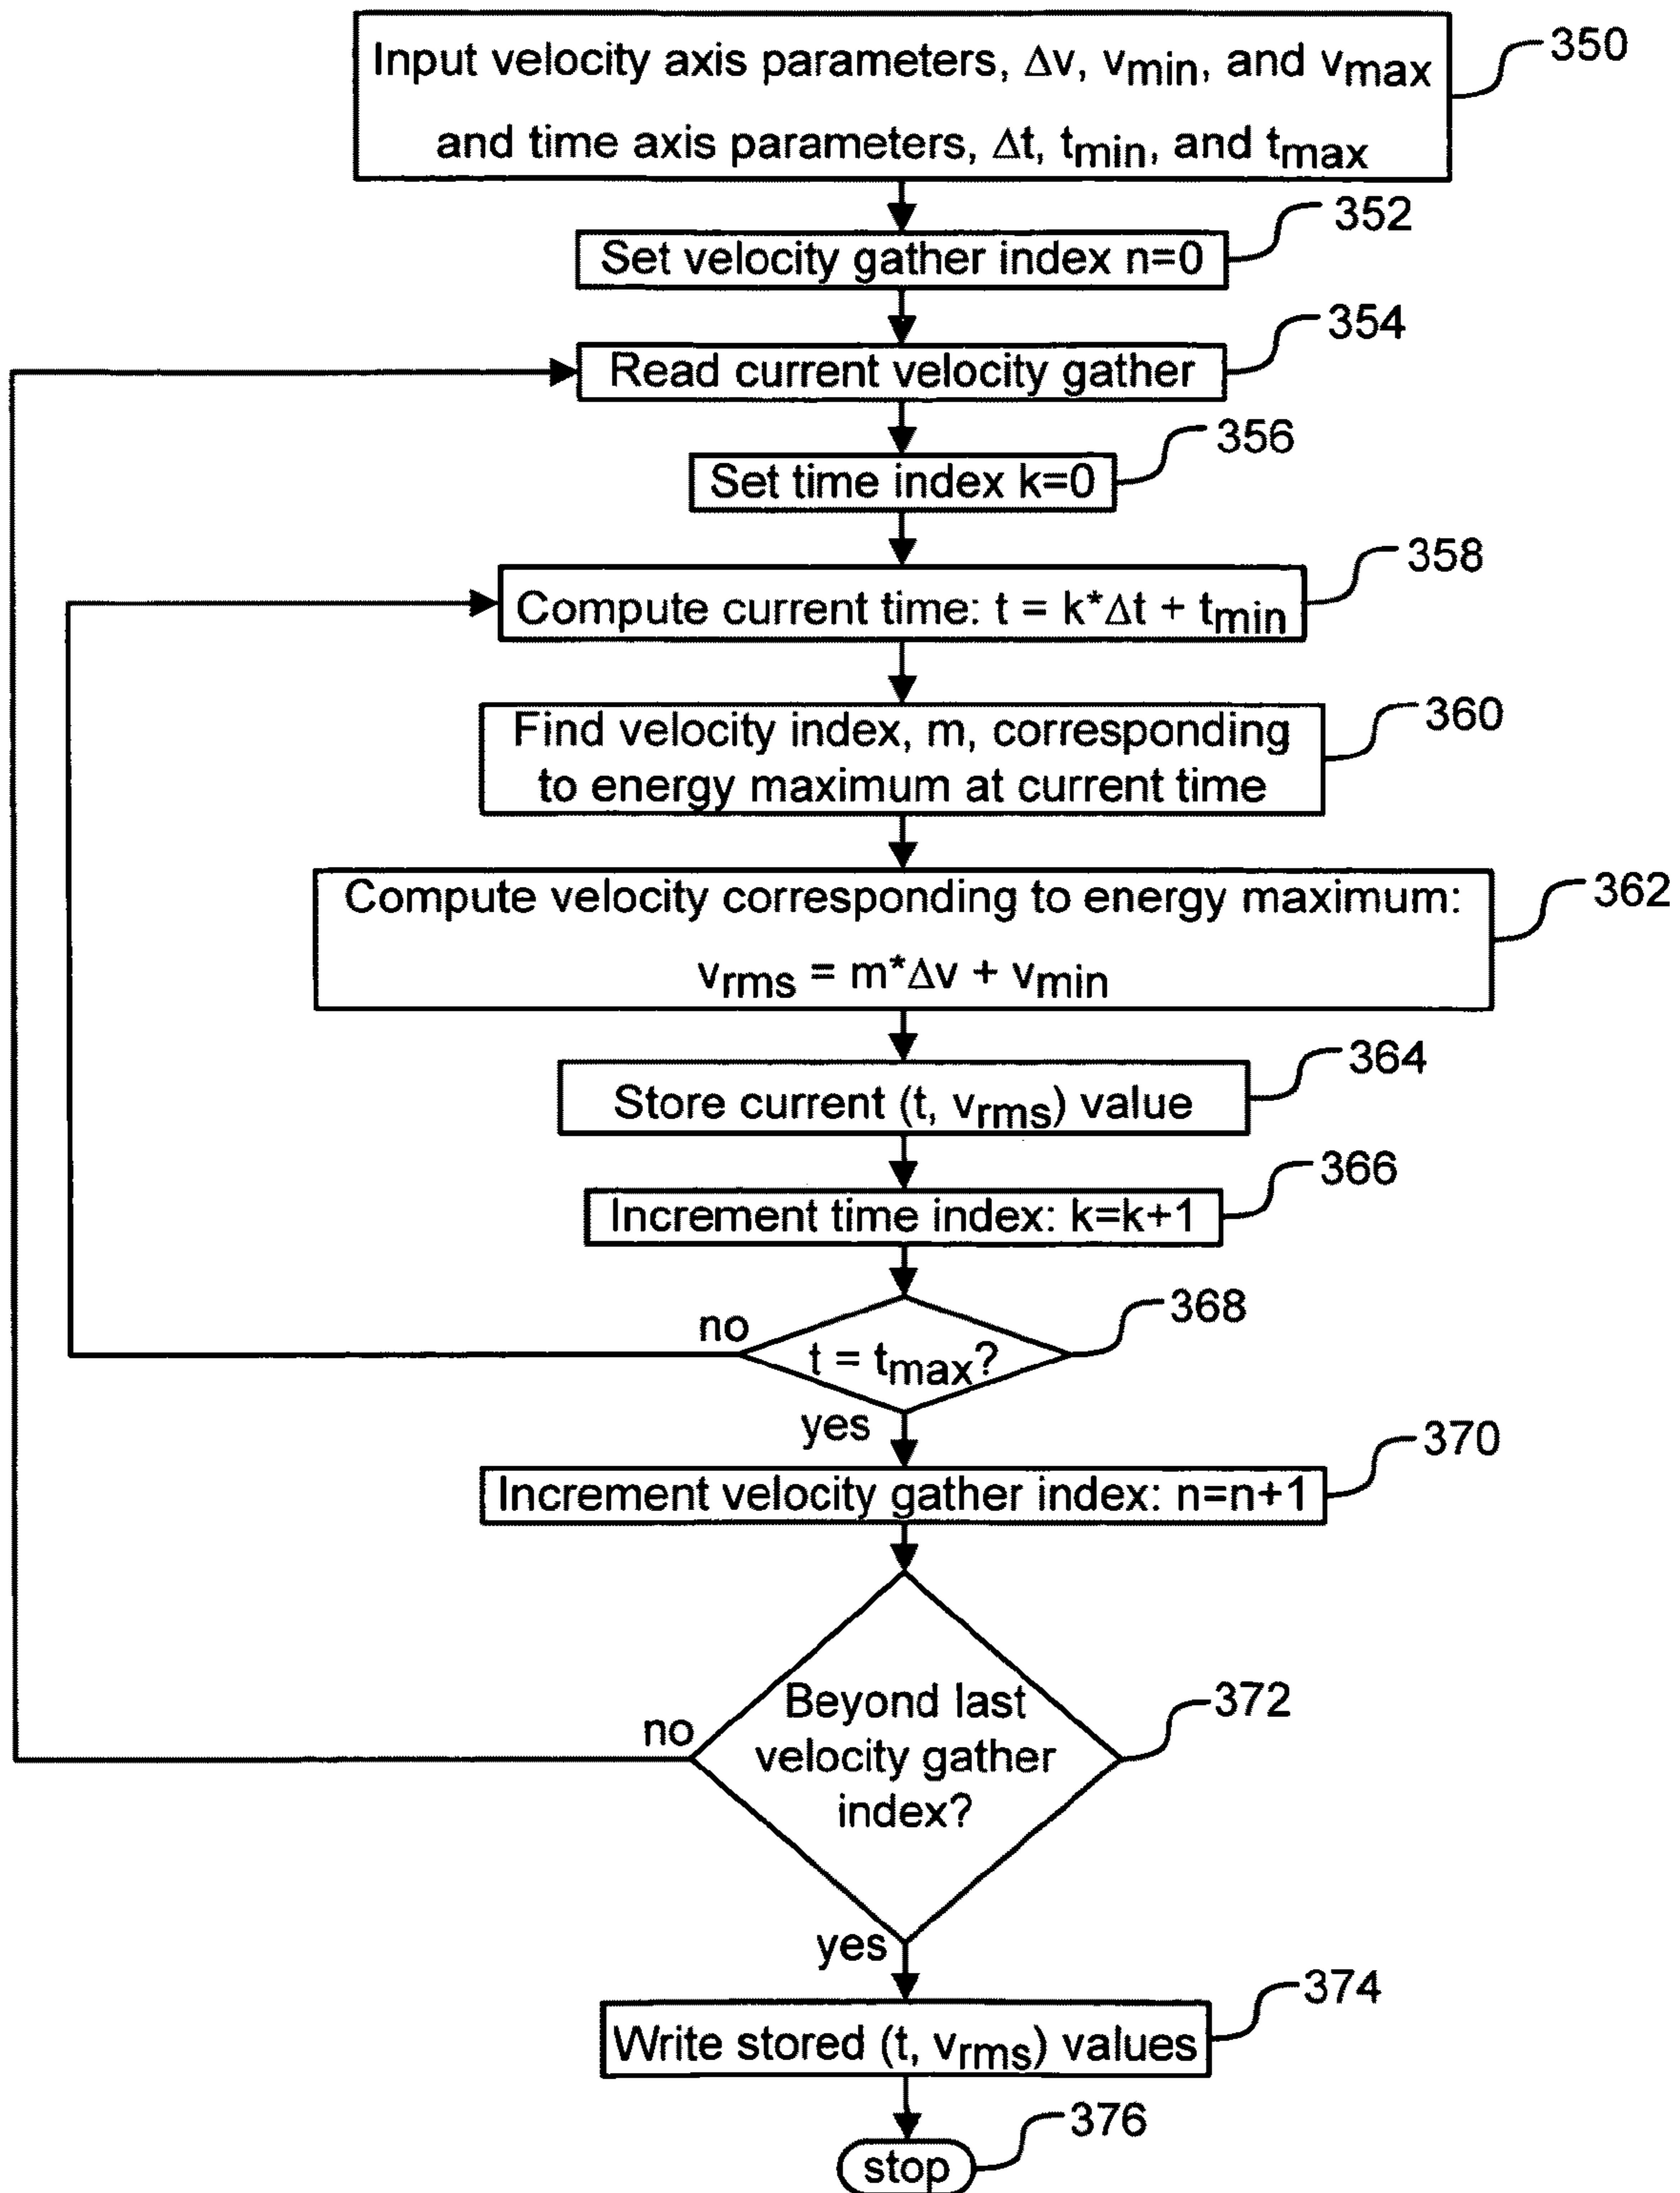 Input velocity axis parameters, Δv, vmin, and vmax
and time axis parameters, Δt, tmin, and tmax
350
352
Set velocity gather index n=0
354
Read current velocity gather
356
Set time index k=0
358
Compute current time: t = k*Δt + tmin
360
Find velocity index, m, corresponding
to energy maximum at current time
362
Compute velocity corresponding to energy maximum:
vrms = m*Δv + vmin
364
Store current (t, vrms) value
366
Increment time index: k=k+1
368
no
t = tmax?
yes
370
Increment velocity gather index: n=n+1
372
no
Beyond last
velocity gather
index?
yes
374
Write stored (t, vrms) values
376
stop